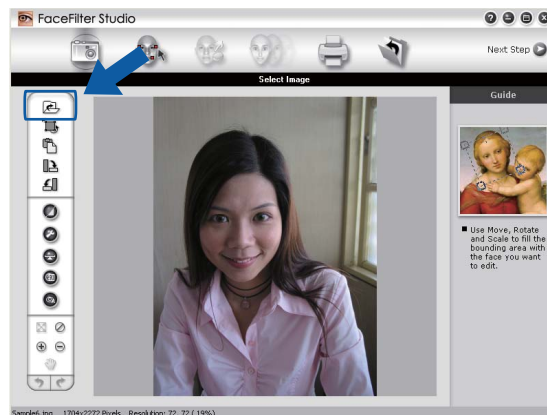 FaceFilter Studio
Next Step
Select Image
Guide
Use Move, Rotate
and Scale to fill the
bounding area with
the face you want
to edit.
Sample6.jpg 1704x2272 Pixels Resolution: 72, 72 ( 19%)